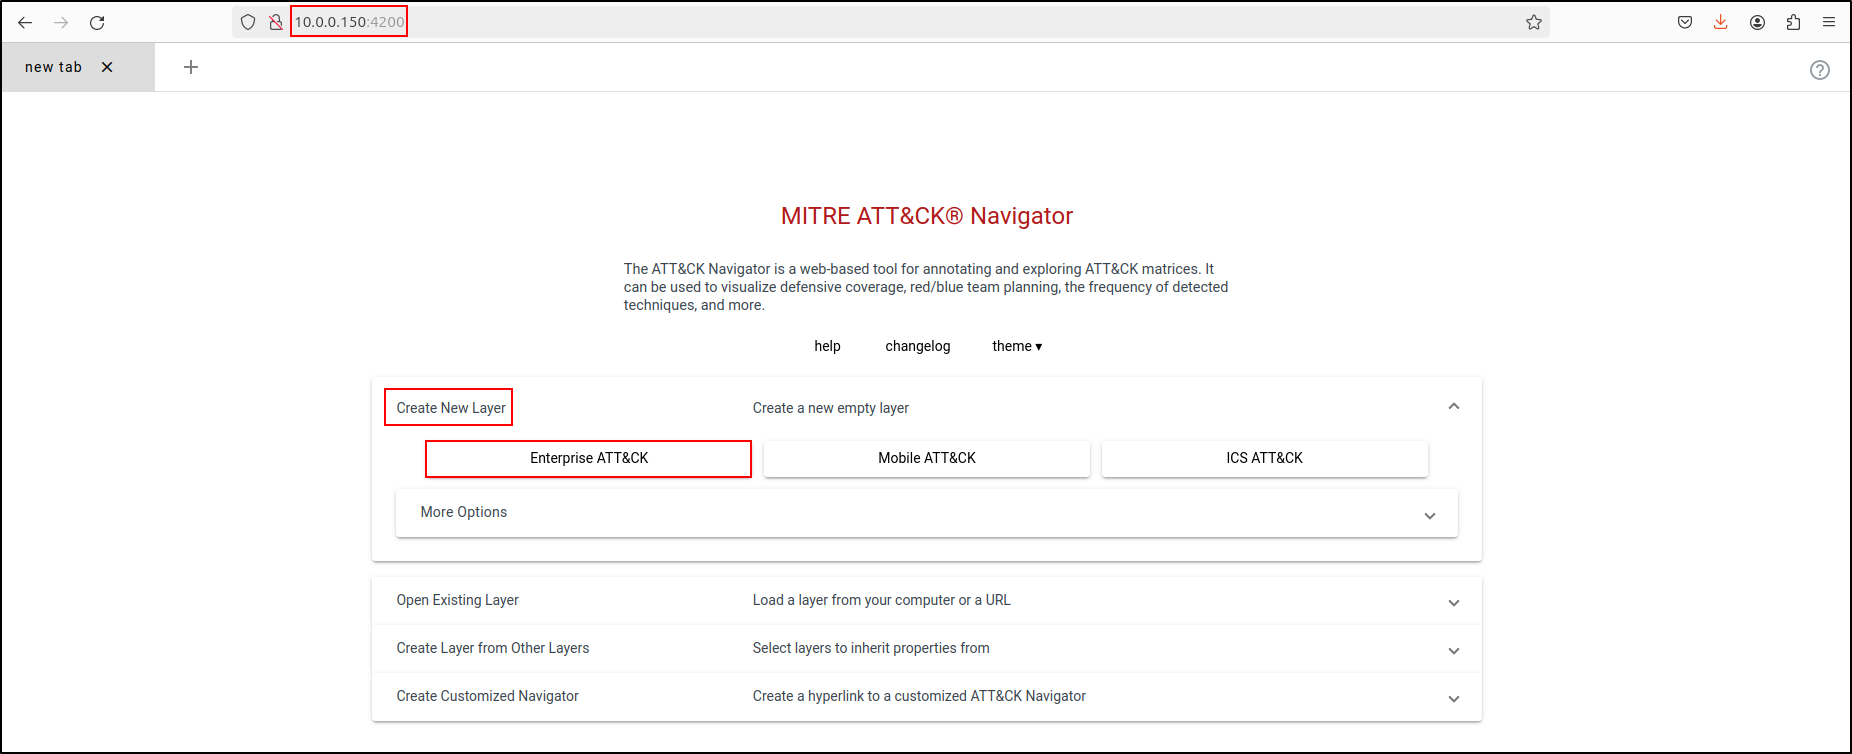 10.0.0.150:4200
new tab
MITRE ATT&CK® Navigator
The ATT&CK Navigator is a web-based tool for annotating and exploring ATT&CK matrices. It
can be used to visualize defensive coverage, red/blue team planning, the frequency of detected
techniques, and more.
help changelog theme ▾
Create New Layer Create a new empty layer
Enterprise ATT&CK Mobile ATT&CK ICS ATT&CK
More Options
Open Existing Layer Load a layer from your computer or a URL
Create Layer from Other Layers Select layers to inherit properties from
Create Customized Navigator Create a hyperlink to a customized ATT&CK Navigator